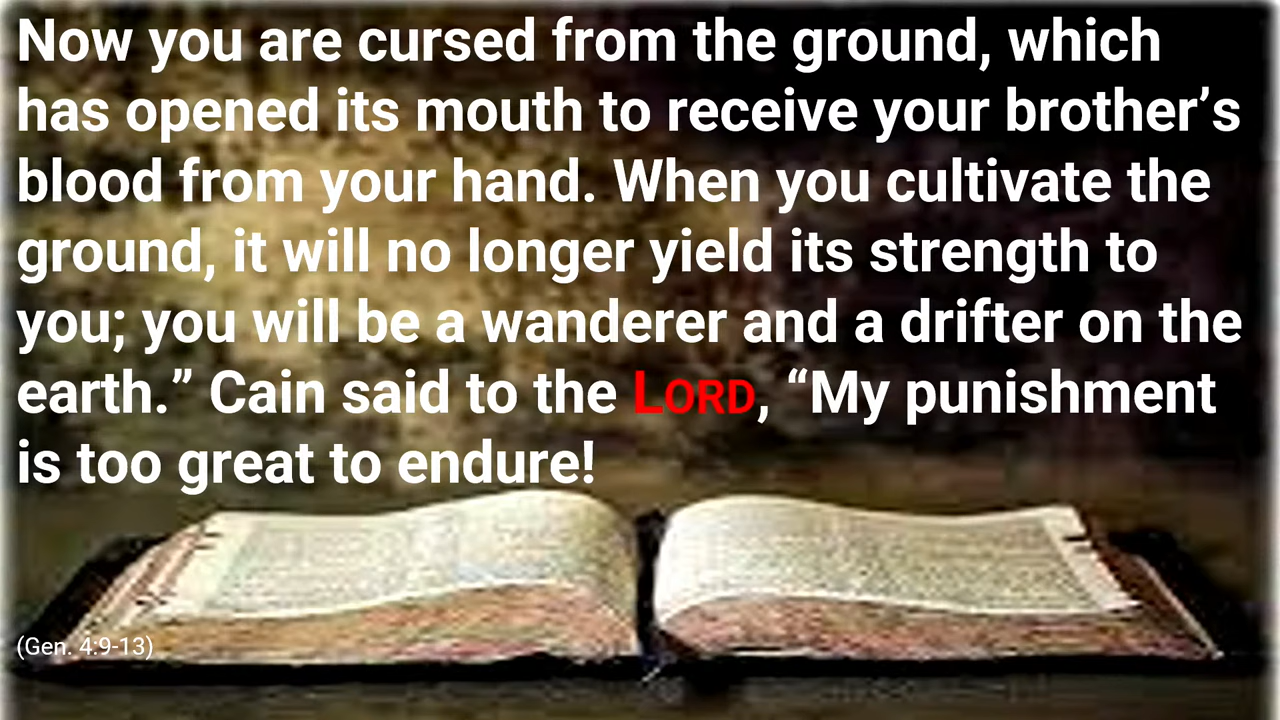 Now you are cursed from the ground, which
has opened its mouth to receive your brother’s
blood from your hand. When you cultivate the
ground, it will no longer yield its strength to
you; you will be a wanderer and a drifter on the
earth.” Cain said to the LORD, “My punishment
is too great to endure!
(Gen. 4:9-13)